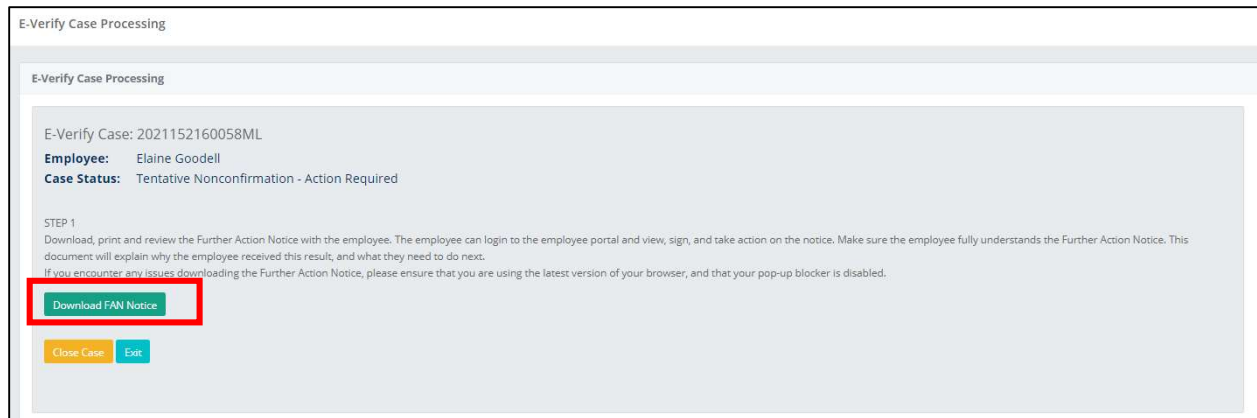 E-Verify Case Processing
E-Verify Case Processing
E-Verify Case: 2021152160058ML
Employee: Elaine Goodell
Case Status: Tentative Nonconfirmation - Action Required
STEP 1
Download, print and review the Further Action Notice with the employee. The employee can login to the employee portal and view, sign, and take action on the notice. Make sure the employee fully understands the Further Action Notice. This
document will explain why the employee received this result, and what they need to do next.
If you encounter any issues downloading the Further Action Notice, please ensure that you are using the latest version of your browser, and that your pop-up blocker is disabled.
Download FAN Notice
Close Case Exit